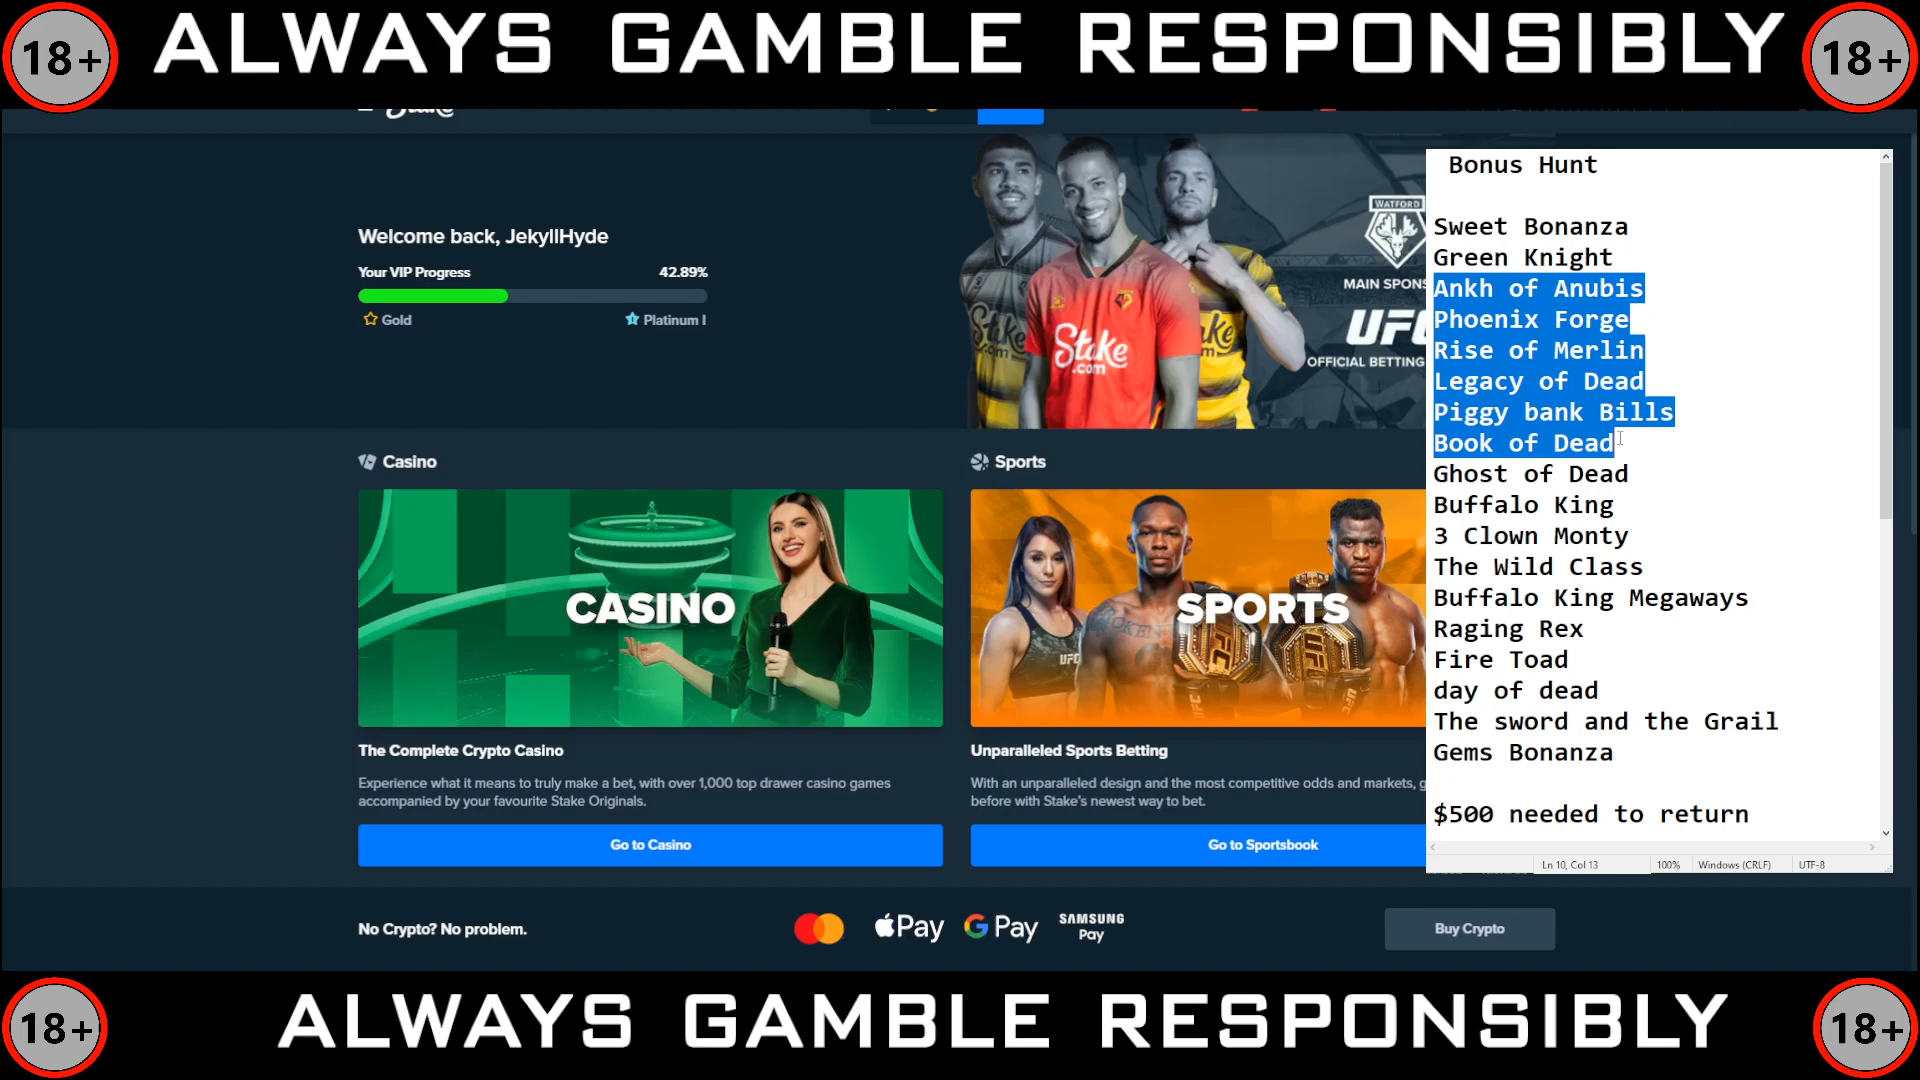 18+ ALWAYS GAMBLE RESPONSIBLY 18+
Stake
Welcome back, JekyllHyde
Your VIP Progress 42.89%
Gold Platinum I
WATFORD
MAIN SPONS
UFC
OFFICIAL BETTING
Stake
.com
Casino
CASINO
The Complete Crypto Casino
Experience what it means to truly make a bet, with over 1,000 top drawer casino games
accompanied by your favourite Stake Originals.
Go to Casino
Sports
SPORTS
Unparalleled Sports Betting
With an unparalleled design and the most competitive odds and markets, g
before with Stake's newest way to bet.
Go to Sportsbook
Bonus Hunt
Sweet Bonanza
Green Knight
Ankh of Anubis
Phoenix Forge
Rise of Merlin
Legacy of Dead
Piggy bank Bills
Book of Dead
Ghost of Dead
Buffalo King
3 Clown Monty
The Wild Class
Buffalo King Megaways
Raging Rex
Fire Toad
day of dead
The sword and the Grail
Gems Bonanza
$500 needed to return
Ln 10, Col 13 100% Windows (CRLF) UTF-8
No Crypto? No problem.
Pay
G Pay
SAMSUNG
Pay
Buy Crypto
18+ ALWAYS GAMBLE RESPONSIBLY 18+